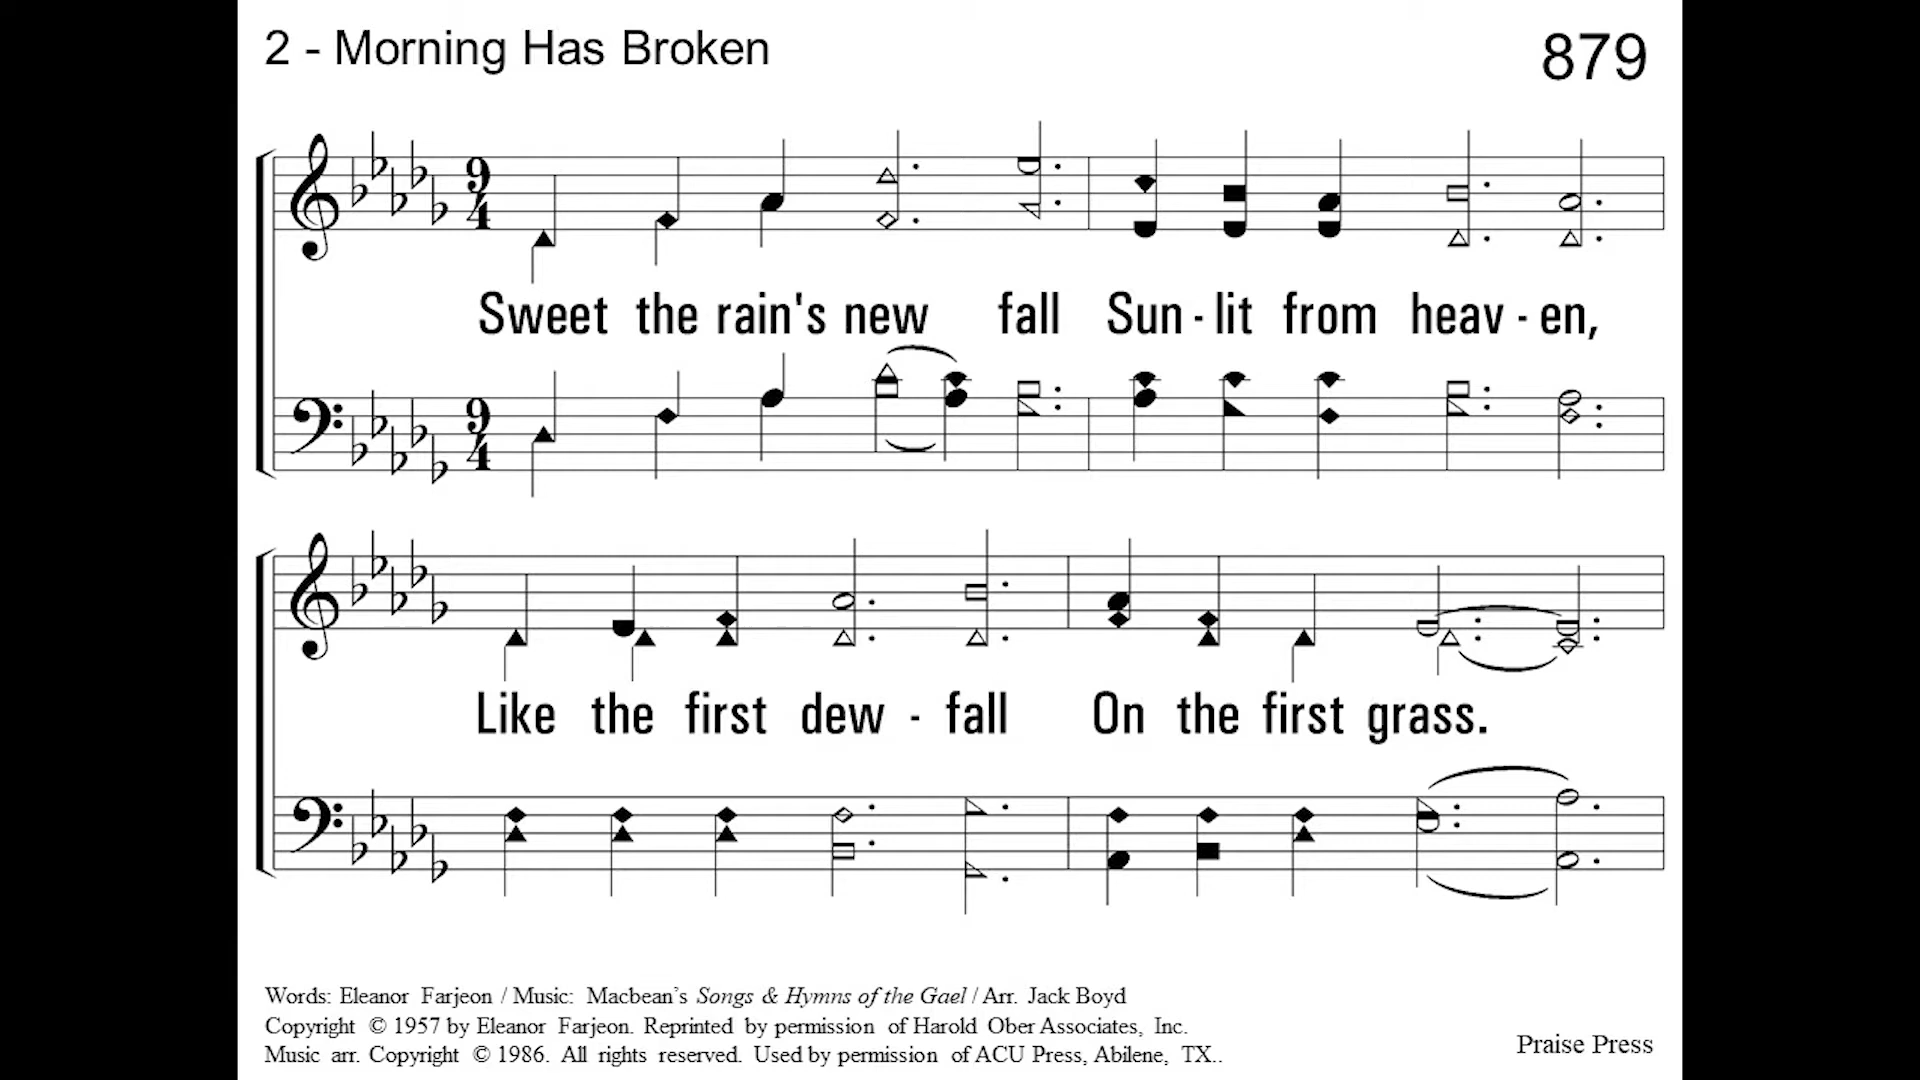 2 - Morning Has Broken
879
9
4
Sweet the rain's new fall Sun - lit from heav - en,
9
4
Like the first dew - fall On the first grass.
Words: Eleanor Farjeon / Music: Macbean’s Songs & Hymns of the Gael / Arr. Jack Boyd
Copyright © 1957 by Eleanor Farjeon. Reprinted by permission of Harold Ober Associates, Inc.
Music arr. Copyright © 1986. All rights reserved. Used by permission of ACU Press, Abilene, TX..
Praise Press